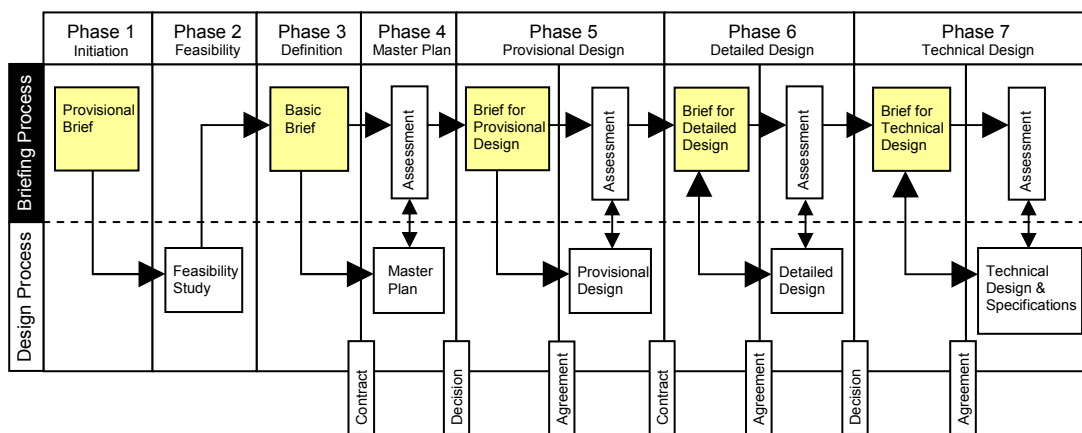 Phase 1
Initiation
Phase 2
Feasibility
Phase 3
Definition
Phase 4
Master Plan
Phase 5
Provisional Design
Phase 6
Detailed Design
Phase 7
Technical Design
Briefing Process
Provisional
Brief
Basic
Brief
Assessment
Brief for
Provisional
Design
Assessment
Brief for
Detailed
Design
Assessment
Brief for
Technical
Design
Assessment
Design Process
Feasibility
Study
Master
Plan
Provisional
Design
Detailed
Design
Technical
Design &
Specifications
Contract
Decision
Agreement
Contract
Agreement
Decision
Agreement